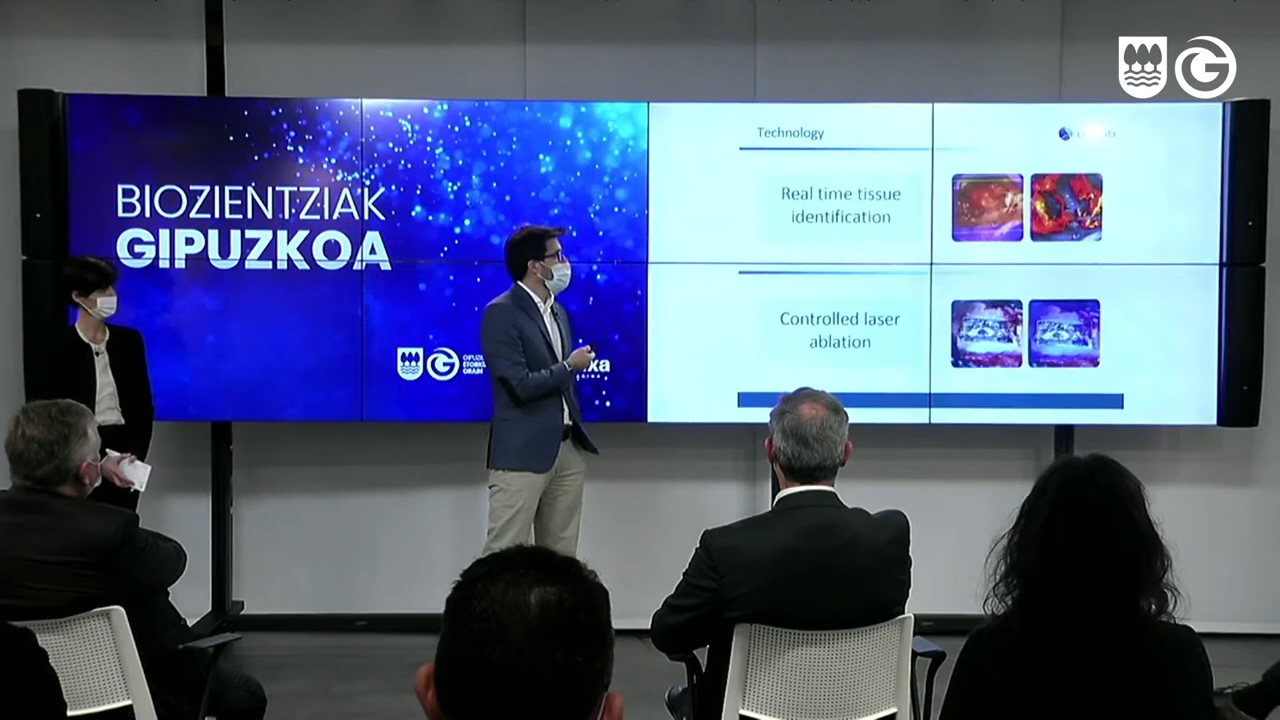 BIOZIENTZIAK
GIPUZKOA
Technology
Real time tissue
identification
Controlled laser
ablation